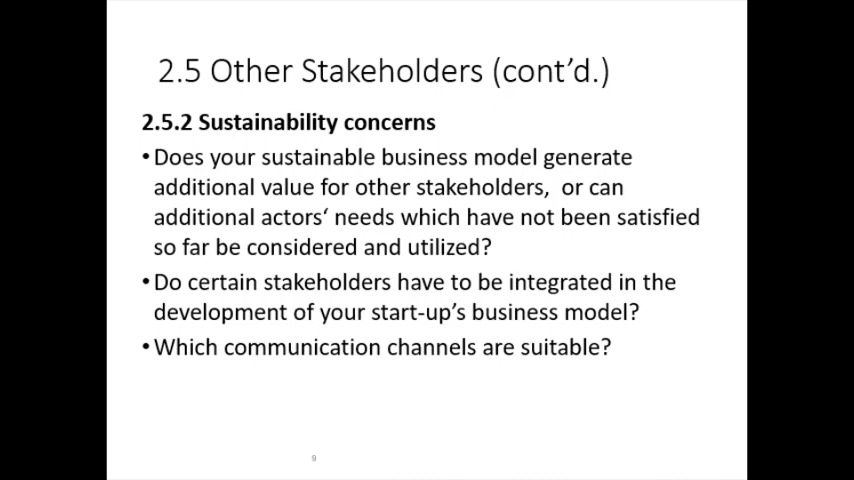 2.5 Other Stakeholders (cont’d.)
2.5.2 Sustainability concerns
•Does your sustainable business model generate
additional value for other stakeholders,  or can
additional actors‘ needs which have not been satisfied
so far be considered and utilized?
•Do certain stakeholders have to be integrated in the
development of your start-up’s business model?
•Which communication channels are suitable?
9